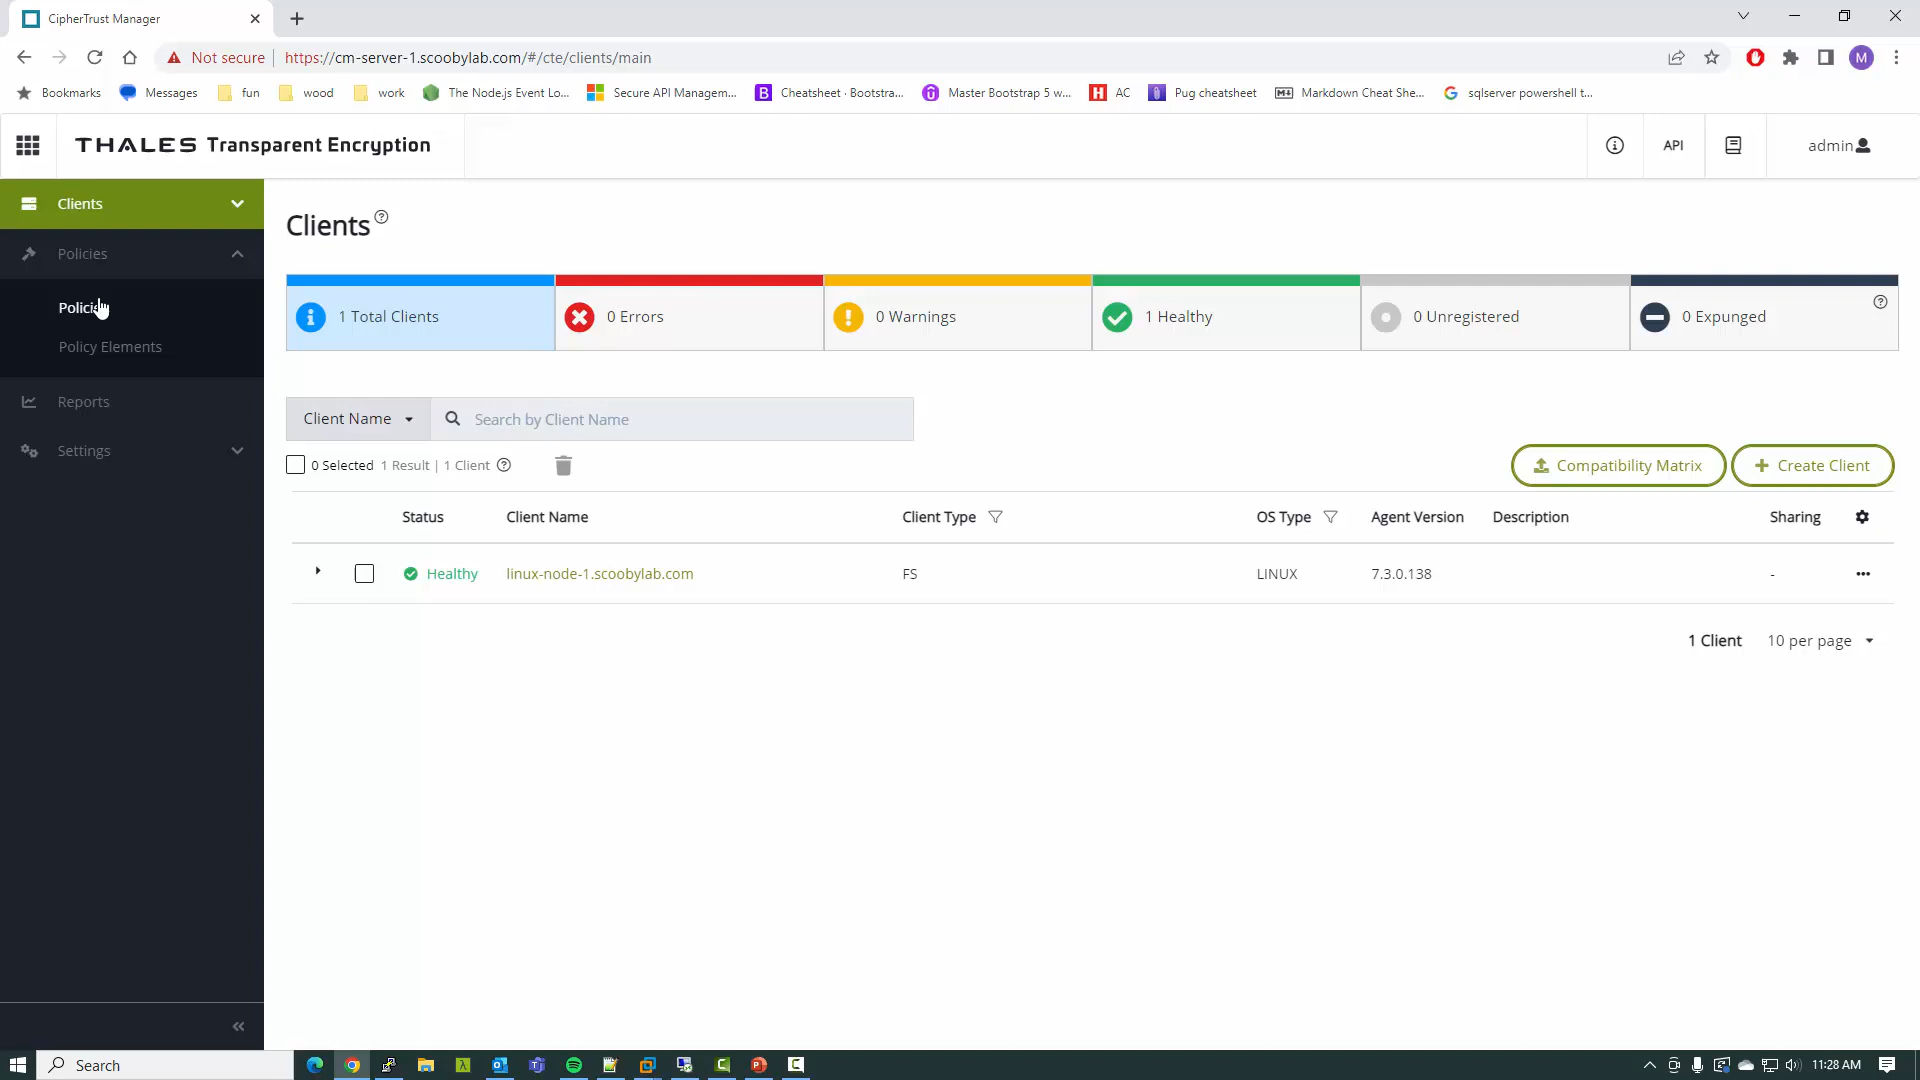 CipherTrust Manager
Not secure https://cm-server-1.scoobylab.com/#/cte/clients/main
M
Bookmarks Messages fun wood work The Node.js Event Lo... Secure API Managem... Cheatsheet · Bootstra... Master Bootstrap 5 w... AC Pug cheatsheet Markdown Cheat She... sqlserver powershell t...
THALES Transparent Encryption API admin
Clients
Policies
Policies
Policy Elements
Reports
Settings
Clients
1 Total Clients 0 Errors 0 Warnings 1 Healthy 0 Unregistered 0 Expunged
Client Name Search by Client Name
0 Selected 1 Result | 1 Client Compatibility Matrix Create Client
Status Client Name Client Type OS Type Agent Version Description Sharing
Healthy linux-node-1.scoobylab.com FS LINUX 7.3.0.138 -
1 Client 10 per page
Search 11:28 AM